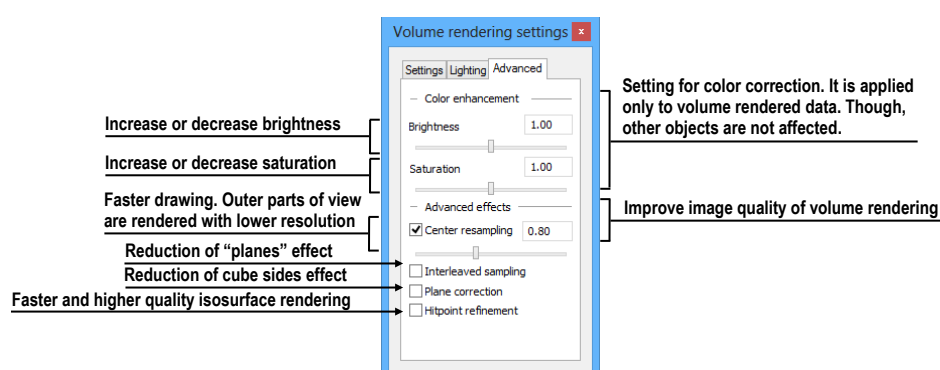 Volume rendering settings x
Settings Lighting Advanced
Color enhancement
Brightness 1.00
Saturation 1.00
Advanced effects
Center resampling 0.80
Interleaved sampling
Plane correction
Hitpoint refinement
Increase or decrease brightness
Increase or decrease saturation
Faster drawing. Outer parts of view
are rendered with lower resolution
Reduction of “planes” effect
Reduction of cube sides effect
Faster and higher quality isosurface rendering
Setting for color correction. It is applied
only to volume rendered data. Though,
other objects are not affected.
Improve image quality of volume rendering